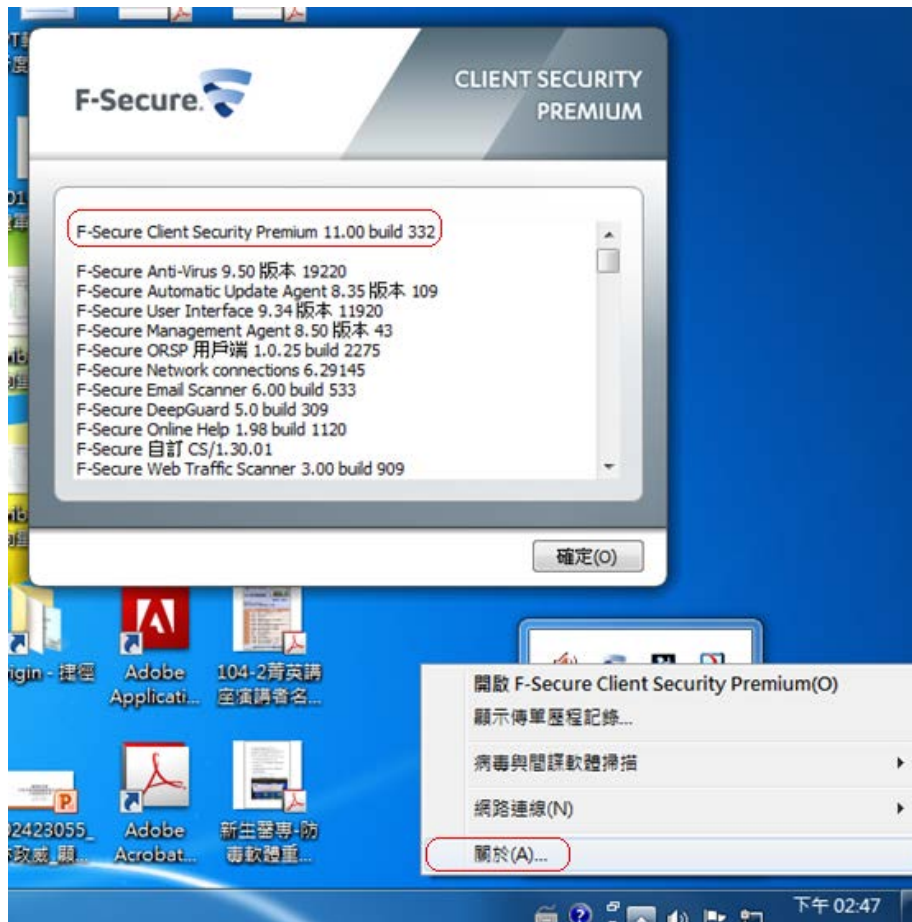 F-Secure.
CLIENT SECURITY
PREMIUM
F-Secure Client Security Premium 11.00 build 332
F-Secure Anti-Virus 9.50 版本 19220
F-Secure Automatic Update Agent 8.35 版本 109
F-Secure User Interface 9.34 版本 11920
F-Secure Management Agent 8.50 版本 43
F-Secure ORSP 用戶端 1.0.25 build 2275
F-Secure Network connections 6.29145
F-Secure Email Scanner 6.00 build 533
F-Secure DeepGuard 5.0 build 309
F-Secure Online Help 1.98 build 1120
F-Secure 自訂 CS/1.30.01
F-Secure Web Traffic Scanner 3.00 build 909
確定(O)
igin - 捷徑
Adobe
Applicati...
104-2菁英講
座演講者名...
開啟 F-Secure Client Security Premium(O)
顯示傳單歷程記錄...
病毒與間諜軟體掃描
網路連線(N)
關於(A)...
02423055_
政威_顧...
Adobe
Acrobat...
新生醫專-防
毒軟體重...
下午 02:47